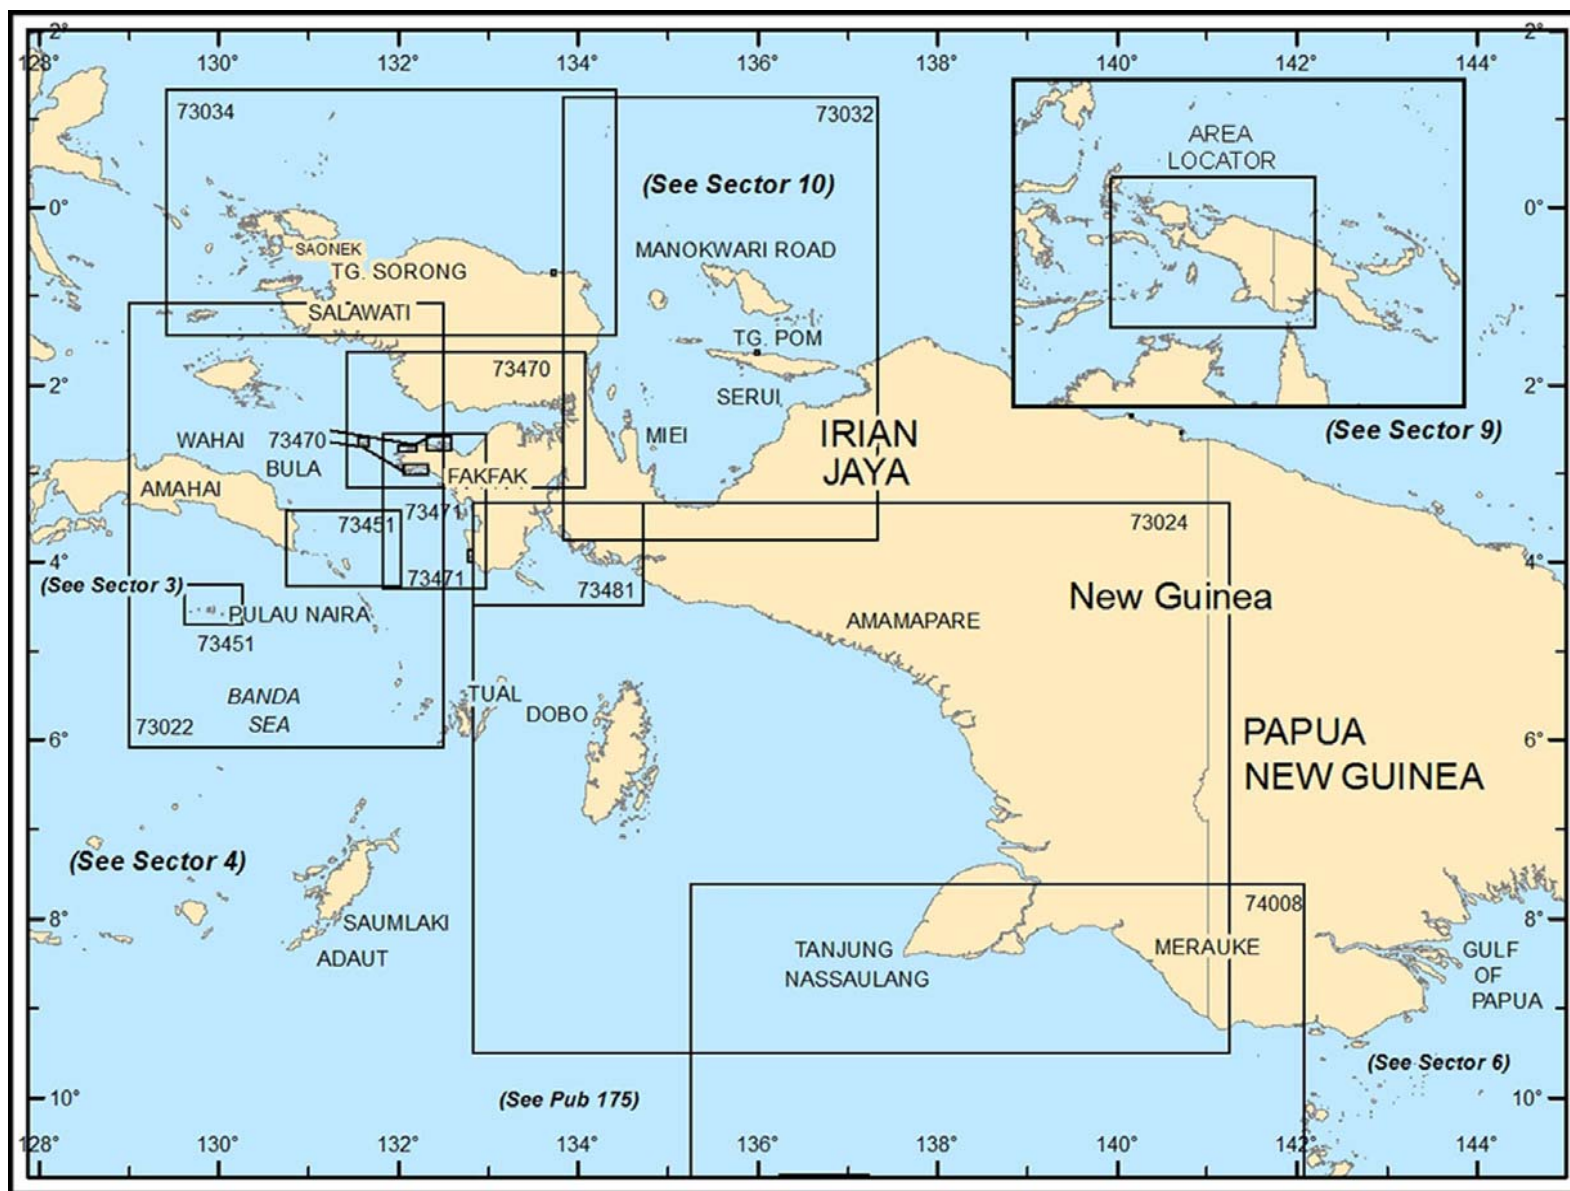 2°
2°
128°
130°
132°
134°
136°
138°
140°
142°
144°
73034
73032
AREA
LOCATOR
(See Sector 10)
0°
0°
SAONEK
MANOKWARI ROAD
TG. SORONG
SALAWATI
TG. POM
73470
2°
2°
SERUI
WAHAI
73470
MIEI
IRIAN
JAYA
(See Sector 9)
BULA
FAKFAK
AMAHAI
73451
73471
73024
4°
4°
(See Sector 3)
73471
73481
New Guinea
PULAU NAIRA
AMAMAPARE
73451
BANDA
SEA
TUAL
DOBO
73022
6°
6°
PAPUA
NEW GUINEA
(See Sector 4)
74008
8°
8°
SAUMLAKI
ADAUT
TANJUNG
NASSAULANG
MERAUKE
GULF
OF
PAPUA
(See Sector 6)
10°
10°
(See Pub 175)
128°
130°
132°
134°
136°
138°
140°
142°
144°